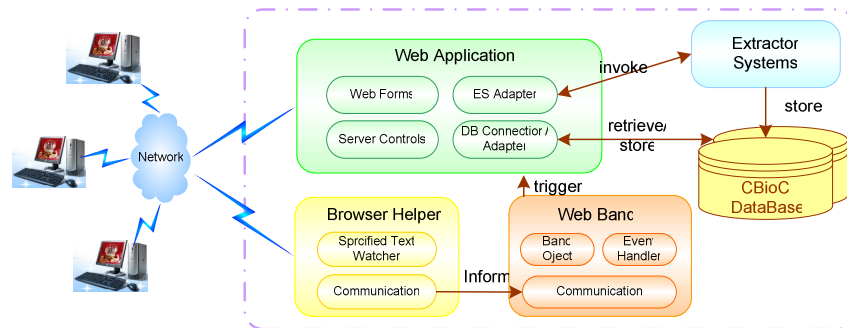 Web Application
Web Forms
ES Adapter
Server Controls
DB Connection/
Adapter
invoke
Extractor
Systems
store
retrieve/
store
CBioC
DataBase
Network
trigger
Browser Helper
Sprcified Text
Watcher
Communication
Inform
Web Band
Band
Oject
Event
Handler
Communication